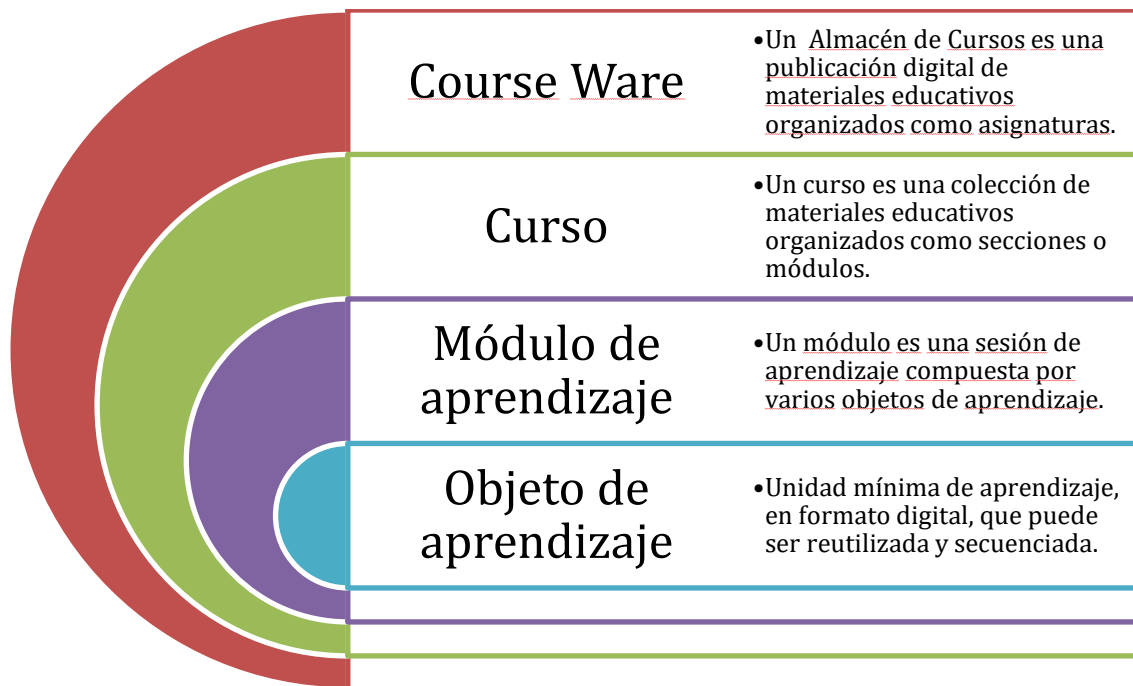 Course Ware
•Un Almacén de Cursos es una
publicación digital de
materiales educativos
organizados como asignaturas.
Curso
•Un curso es una colección de
materiales educativos
organizados como secciones o
módulos.
Módulo de
aprendizaje
•Un módulo es una sesión de
aprendizaje compuesta por
varios objetos de aprendizaje.
Objeto de
aprendizaje
•Unidad mínima de aprendizaje,
en formato digital, que puede
ser reutilizada y secuenciada.